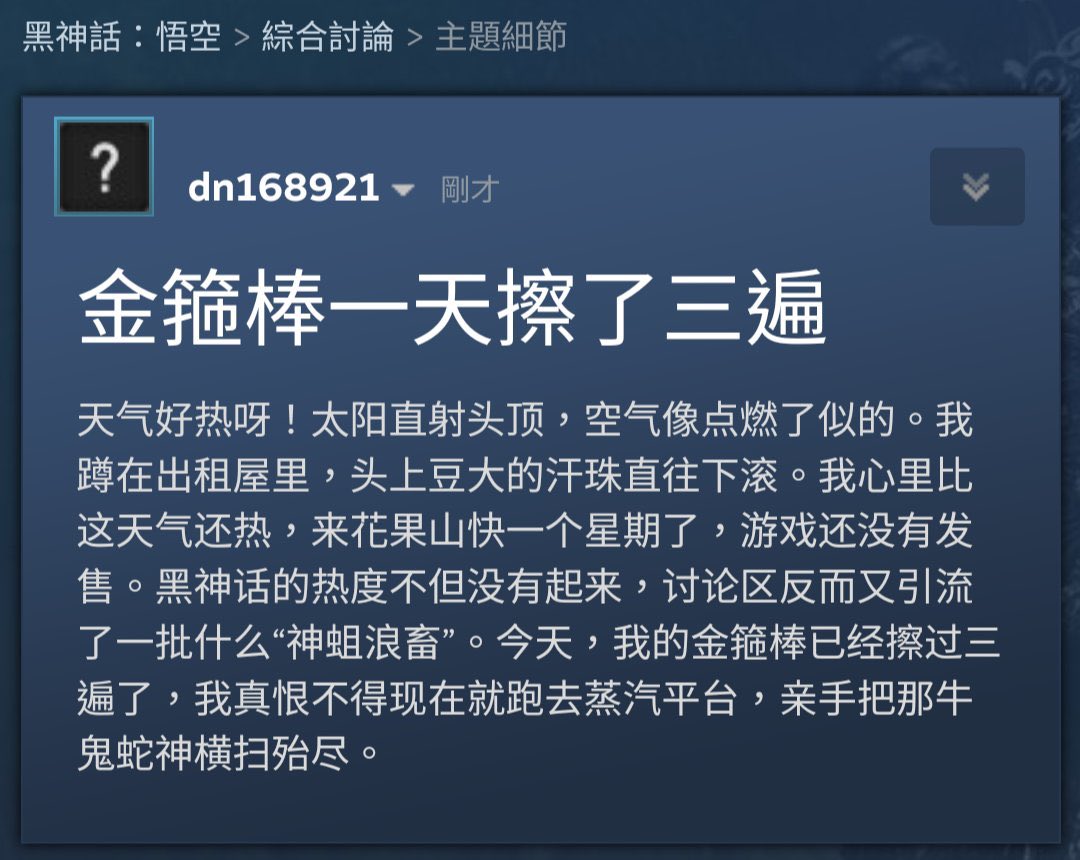 黑神話：悟空 > 綜合討論 > 主題細節
?
dn168921 剛才
金箍棒一天擦了三遍
天气好热呀！太阳直射头顶，空气像点燃了似的。我
蹲在出租屋里，头上豆大的汗珠直往下滚。我心里比
这天气还热，来花果山快一个星期了，游戏还没有发
售。黑神话的热度不但没有起来，讨论区反而又引流
了一批什么“神蛆浪畜”。今天，我的金箍棒已经擦过三
遍了，我真恨不得现在就跑去蒸汽平台，亲手把那牛
鬼蛇神横扫殆尽。